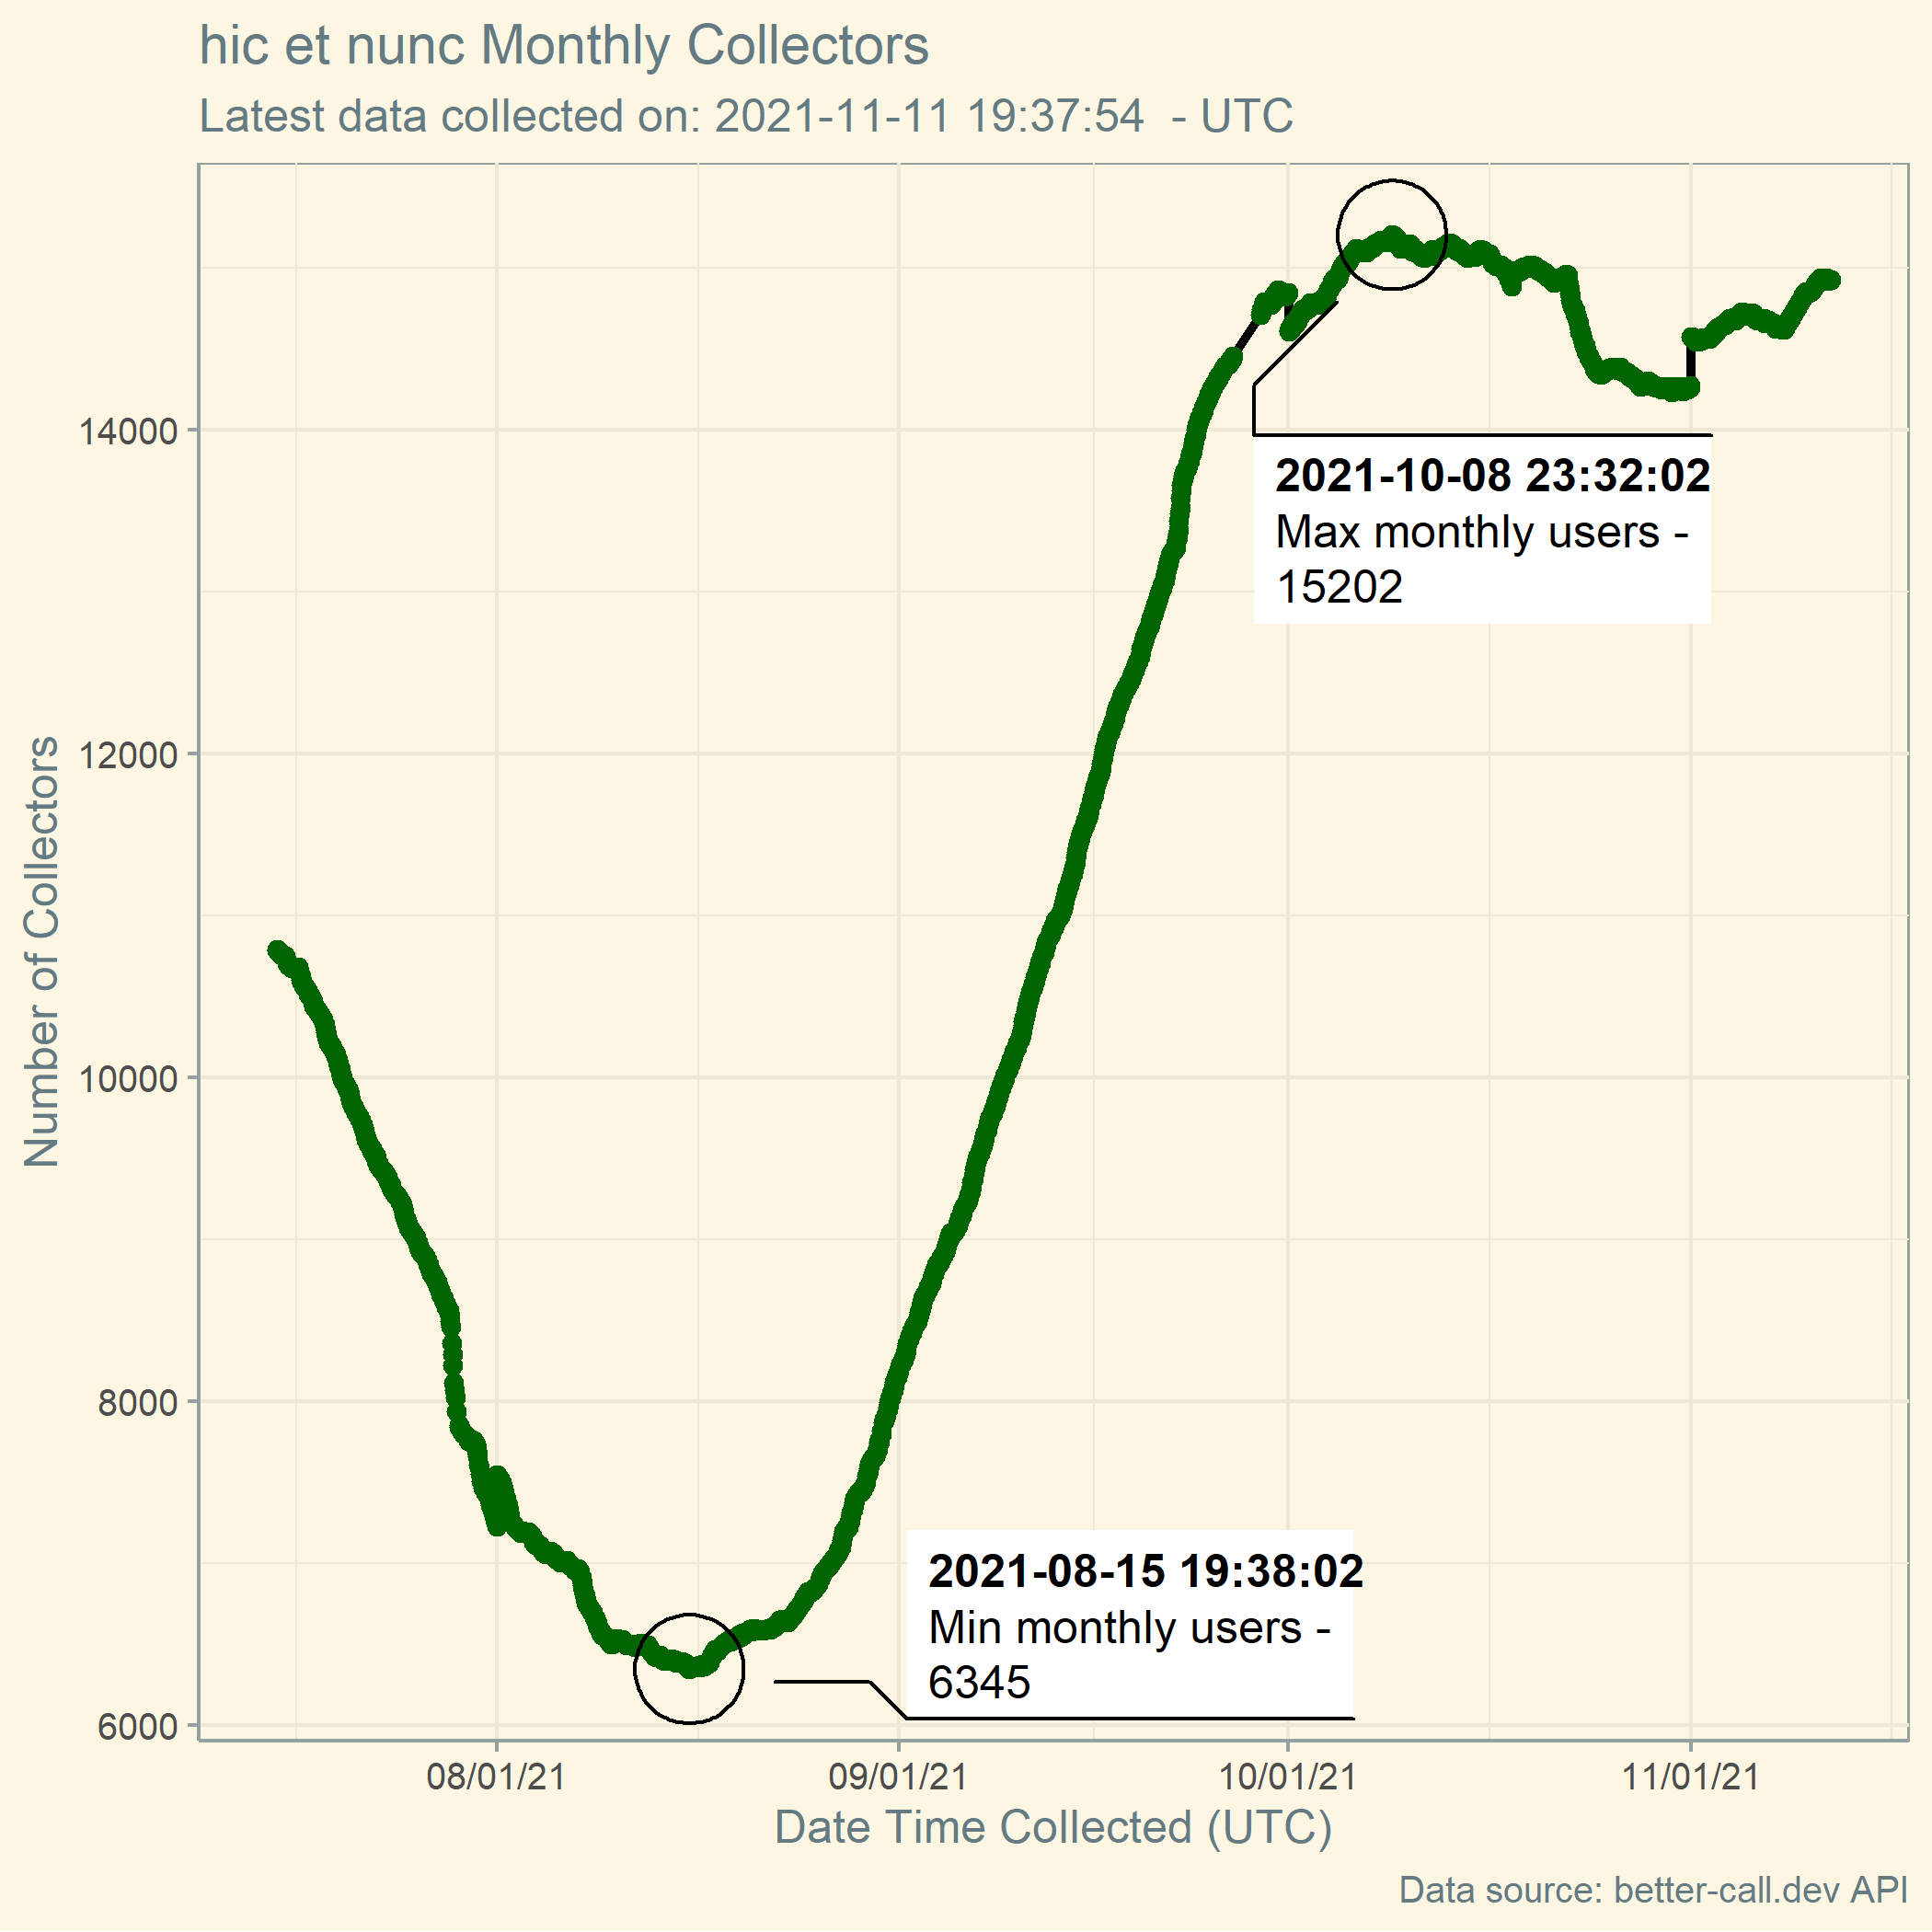 hic et nunc Monthly Collectors
Latest data collected on: 2021-11-11 19:37:54  - UTC
Number of Collectors
14000
12000
10000
8000
6000
2021-10-08 23:32:02
Max monthly users -
15202
2021-08-15 19:38:02
Min monthly users -
6345
08/01/21
09/01/21
10/01/21
11/01/21
Date Time Collected (UTC)
Data source: better-call.dev API